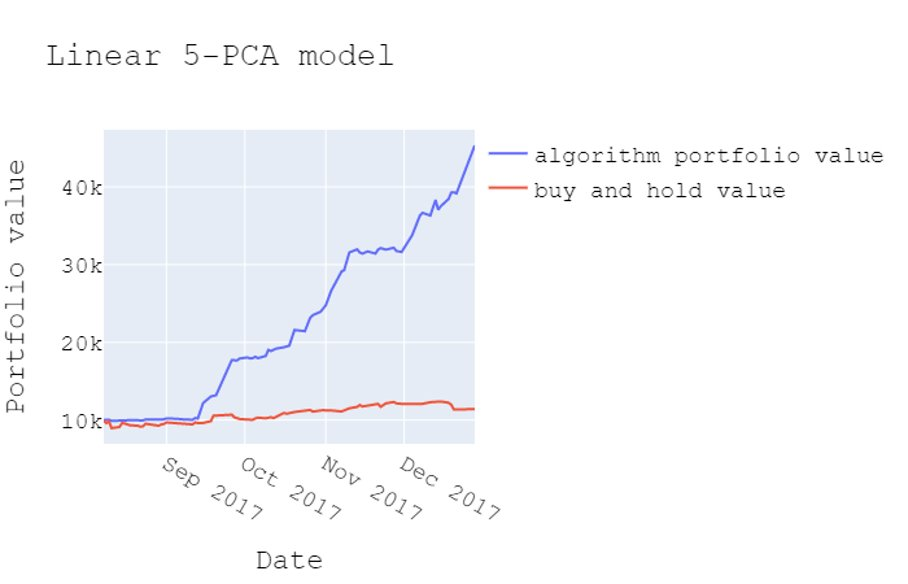 Linear 5-PCA model
algorithm portfolio value
buy and hold value
Portfolio value
40k
30k
20k
10k
Sep 2017
Oct 2017
Nov 2017
Dec 2017
Date